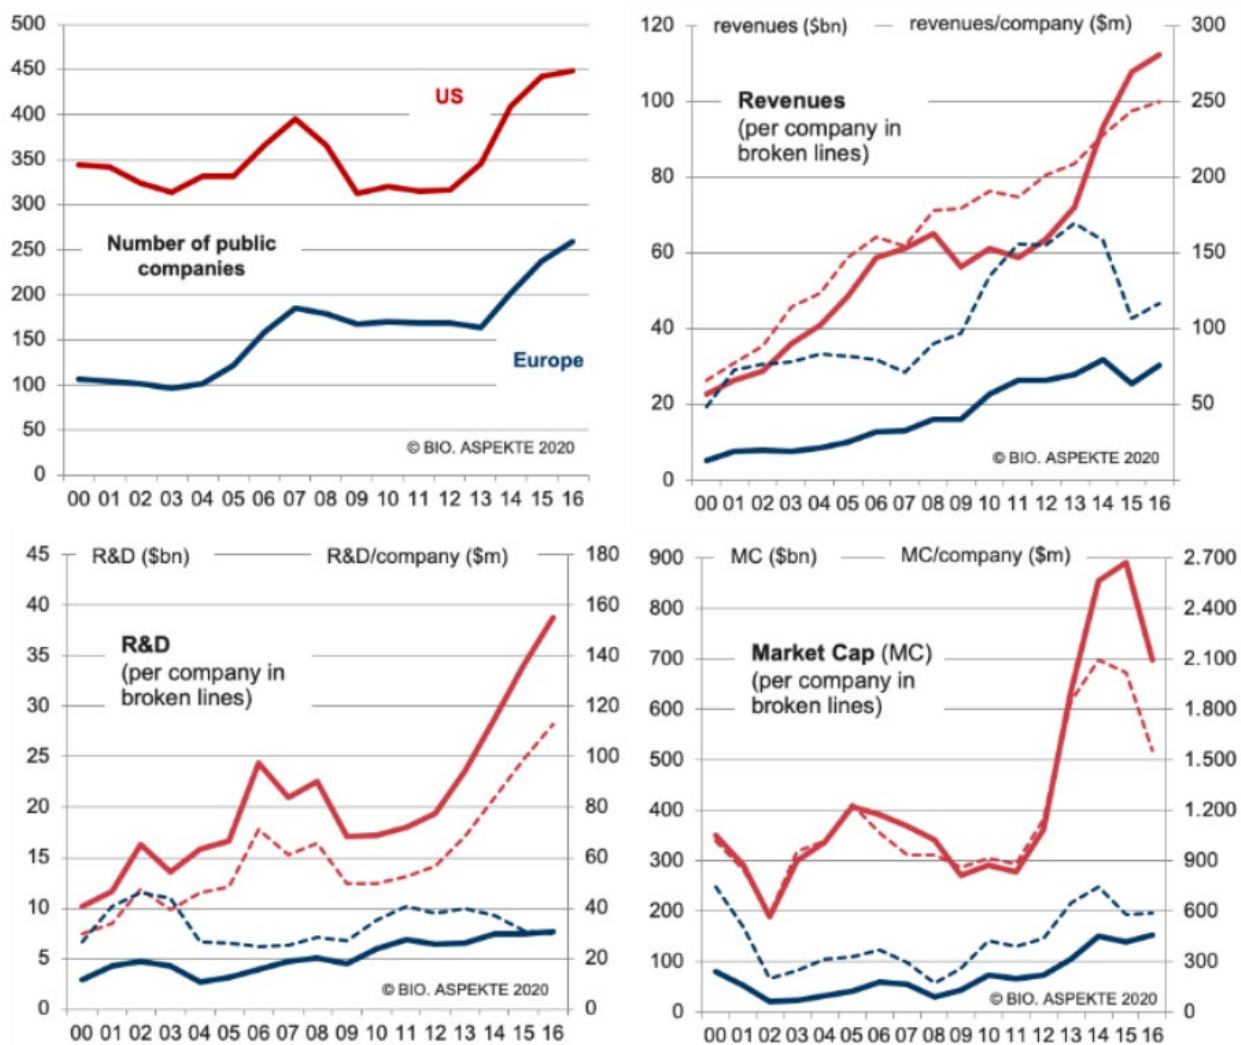 500
450
400
350
300
250
200
150
100
50
0
US
Number of public
companies
Europe
© BIO. ASPEKTE 2020
00 01 02 03 04 05 06 07 08 09 10 11 12 13 14 15 16
revenues ($bn)
revenues/company ($m)
120
100
80
60
40
20
0
300
250
200
150
100
50
Revenues
(per company in
broken lines)
© BIO. ASPEKTE 2020
00 01 02 03 04 05 06 07 08 09 10 11 12 13 14 15 16
R&D ($bn)
R&D/company ($m)
45
40
35
30
25
20
15
10
5
0
180
160
140
120
100
80
60
40
20
0
R&D
(per company in
broken lines)
© BIO. ASPEKTE 2020
00 01 02 03 04 05 06 07 08 09 10 11 12 13 14 15 16
MC ($bn)
MC/company ($m)
900
800
700
600
500
400
300
200
100
0
2.700
2.400
2.100
1.800
1.500
1.200
900
600
300
0
Market Cap (MC)
(per company in
broken lines)
© BIO. ASPEKTE 2020
00 01 02 03 04 05 06 07 08 09 10 11 12 13 14 15 16